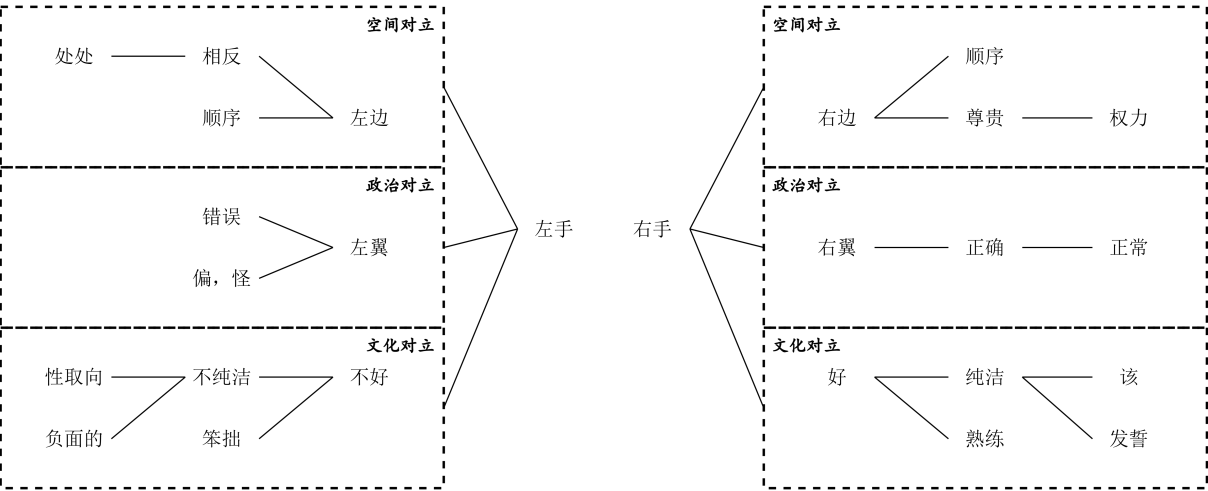 空间对立
处处 相反
顺序 左边
政治对立
错误
左翼
偏，怪
文化对立
性取向 不纯洁 不好
负面的 笨拙
左手
右手
空间对立
顺序
右边 尊贵 权力
政治对立
右翼 正确 正常
文化对立
好 纯洁 该
熟练 发誓